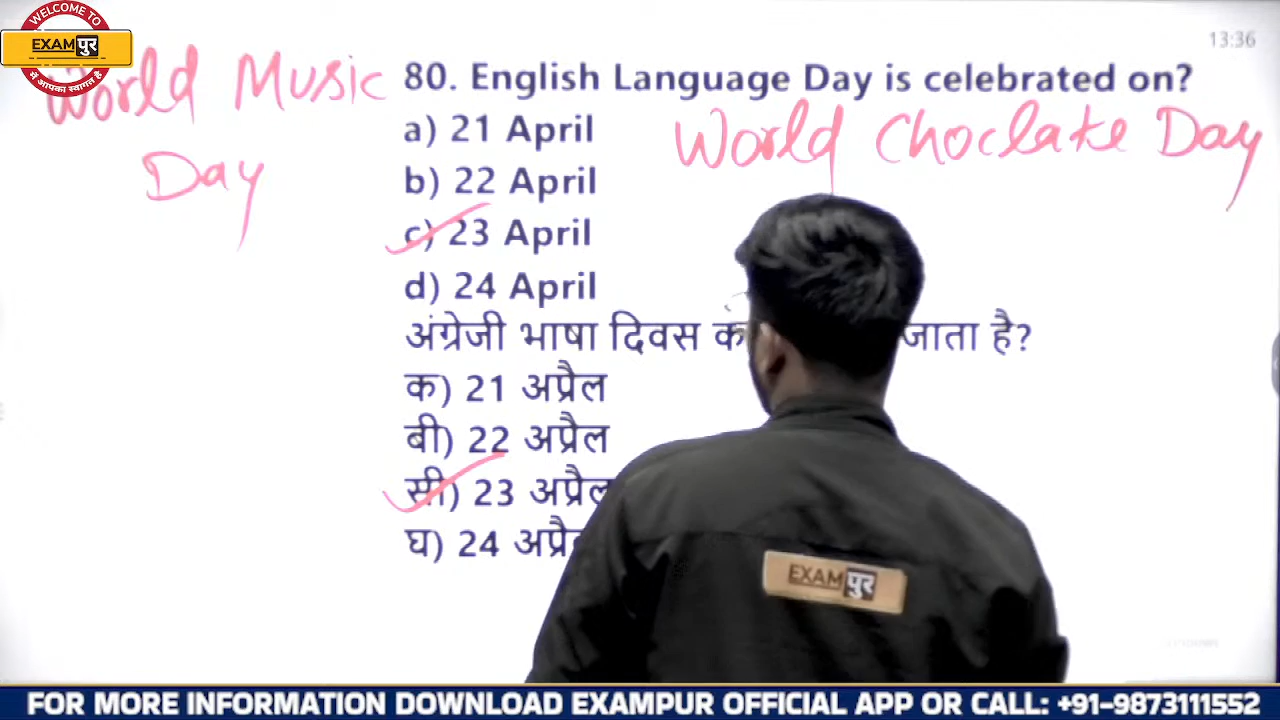 WELCOME TO
EXAMपुर
में आपका स्वागत है
13:36
World Music
Day
80. English Language Day is celebrated on?
World Choclate Day
a) 21 April
b) 22 April
c) 23 April
d) 24 April
अंग्रेजी भाषा दिवस जाता है?
क) 21 अप्रैल
बी) 22 अप्रैल
सी) 23 अप्रैल
घ) 24
EXAMपुर
FOR MORE INFORMATION DOWNLOAD EXAMPUR OFFICIAL APP OR CALL: +91-9873111552